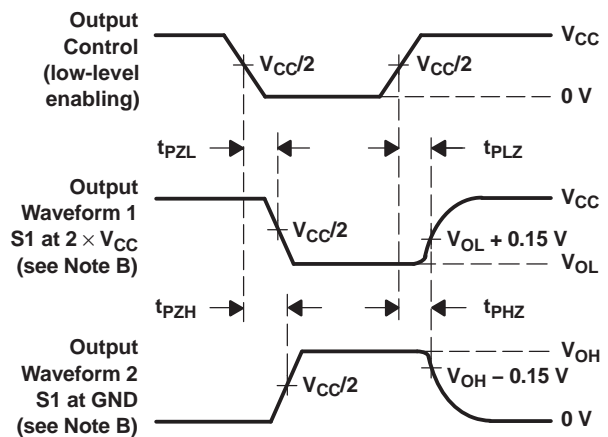 Output
Control
(low-level
enabling)
VCC
VCC/2
VCC/2
0 V
tPZL
tPLZ
Output
Waveform 1
S1 at 2 × VCC
(see Note B)
VCC
VCC/2
VOL + 0.15 V
VOL
tPZH
tPHZ
Output
Waveform 2
S1 at GND
(see Note B)
VOH
VCC/2
VOH – 0.15 V
0 V